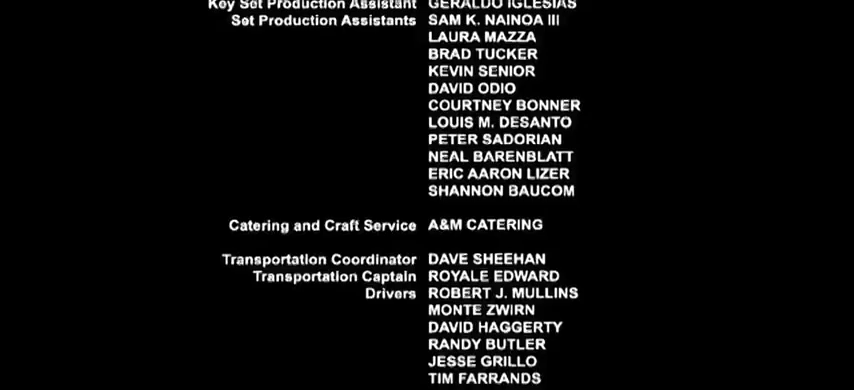 Key Set Production Assistant GERALDO IGLESIAS
Set Production Assistants SAM K. NAINOA III
LAURA MAZZA
BRAD TUCKER
KEVIN SENIOR
DAVID ODIO
COURTNEY BONNER
LOUIS M. DESANTO
PETER SADORIAN
NEAL BARENBLATT
ERIC AARON LIZER
SHANNON BAUCOM
Catering and Craft Service A&M CATERING
Transportation Coordinator DAVE SHEEHAN
Transportation Captain ROYALE EDWARD
Drivers ROBERT J. MULLINS
MONTE ZWIRN
DAVID HAGGERTY
RANDY BUTLER
JESSE GRILLO
TIM FARRANDS